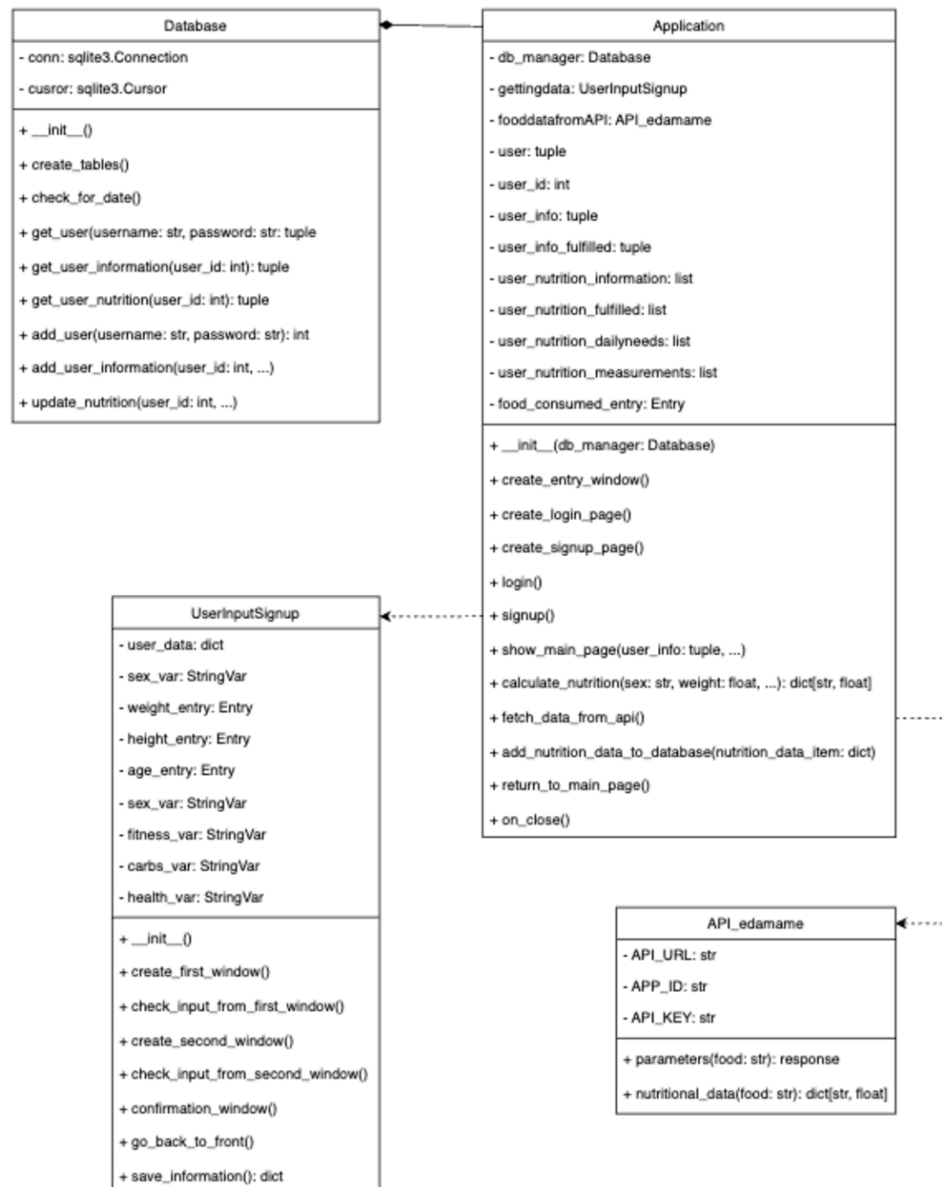 Database
- conn: sqlite3.Connection
- cusror: sqlite3.Cursor
+ __init__()
+ create_tables()
+ check_for_date()
+ get_user(username: str, password: str: tuple
+ get_user_information(user_id: int): tuple
+ get_user_nutrition(user_id: int): tuple
+ add_user(username: str, password: str): int
+ add_user_information(user_id: int, ...)
+ update_nutrition(user_id: int, ...)
Application
- db_manager: Database
- gettingdata: UserInputSignup
- fooddatafromAPI: API_edamame
- user: tuple
- user_id: int
- user_info: tuple
- user_info_fulfilled: tuple
- user_nutrition_information: list
- user_nutrition_fulfilled: list
- user_nutrition_dailyneeds: list
- user_nutrition_measurements: list
- food_consumed_entry: Entry
+ __init__(db_manager: Database)
+ create_entry_window()
+ create_login_page()
+ create_signup_page()
+ login()
+ signup()
+ show_main_page(user_info: tuple, ...)
+ calculate_nutrition(sex: str, weight: float, ...): dict[str, float]
+ fetch_data_from_api()
+ add_nutrition_data_to_database(nutrition_data_item: dict)
+ return_to_main_page()
+ on_close()
UserInputSignup
- user_data: dict
- sex_var: StringVar
- weight_entry: Entry
- height_entry: Entry
- age_entry: Entry
- sex_var: StringVar
- fitness_var: StringVar
- carbs_var: StringVar
- health_var: StringVar
+ __init__()
+ create_first_window()
+ check_input_from_first_window()
+ create_second_window()
+ check_input_from_second_window()
+ confirmation_window()
+ go_back_to_front()
+ save_information(): dict
API_edamame
- API_URL: str
- APP_ID: str
- API_KEY: str
+ parameters(food: str): response
+ nutritional_data(food: str): dict[str, float]